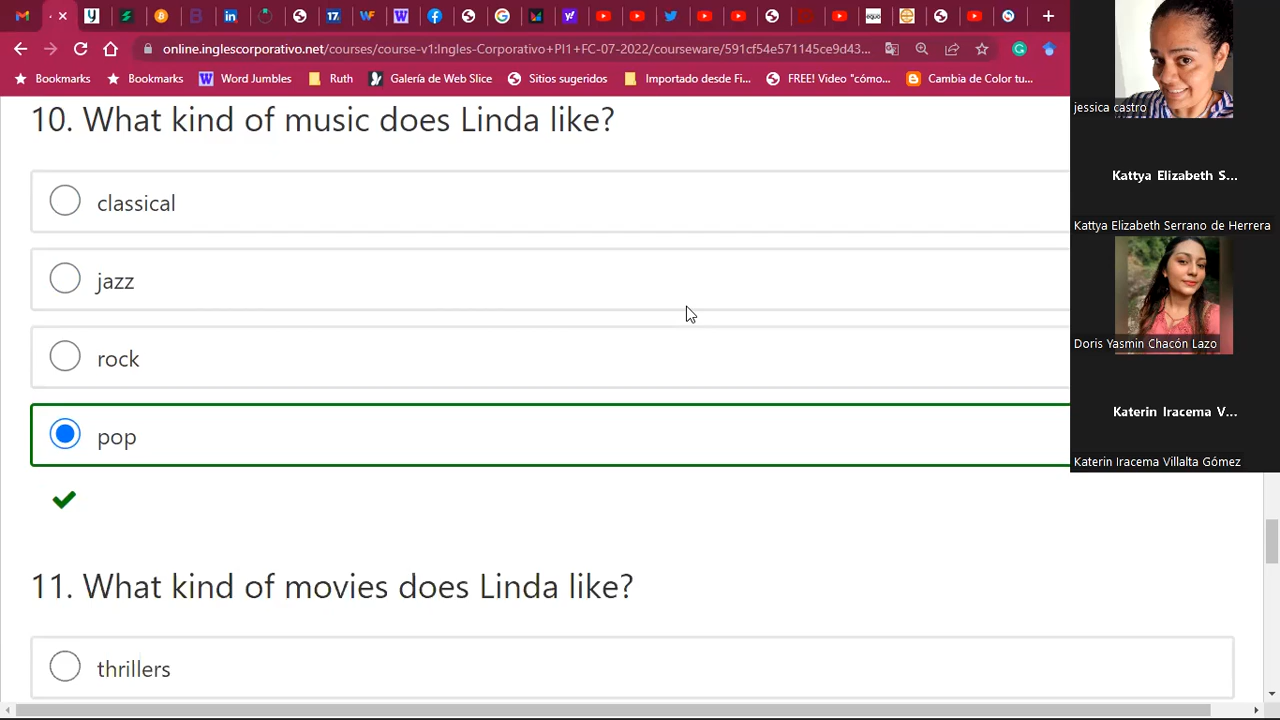 online.inglescorporativo.net/courses/course-v1:Ingles-Corporativo+PI1+FC-07-2022/courseware/591cf54e571145ce9d43...
Bookmarks
Bookmarks
Word Jumbles
Ruth
Galería de Web Slice
Sitios sugeridos
Importado desde Fi...
FREE! Video "cómo...
Cambia de Color tu...
10. What kind of music does Linda like?
classical
jazz
rock
pop
11. What kind of movies does Linda like?
thrillers
jessica castro
Kattya Elizabeth S...
Kattya Elizabeth Serrano de Herrera
Doris Yasmin Chacón Lazo
Katerin Iracema V...
Katerin Iracema Villalta Gómez